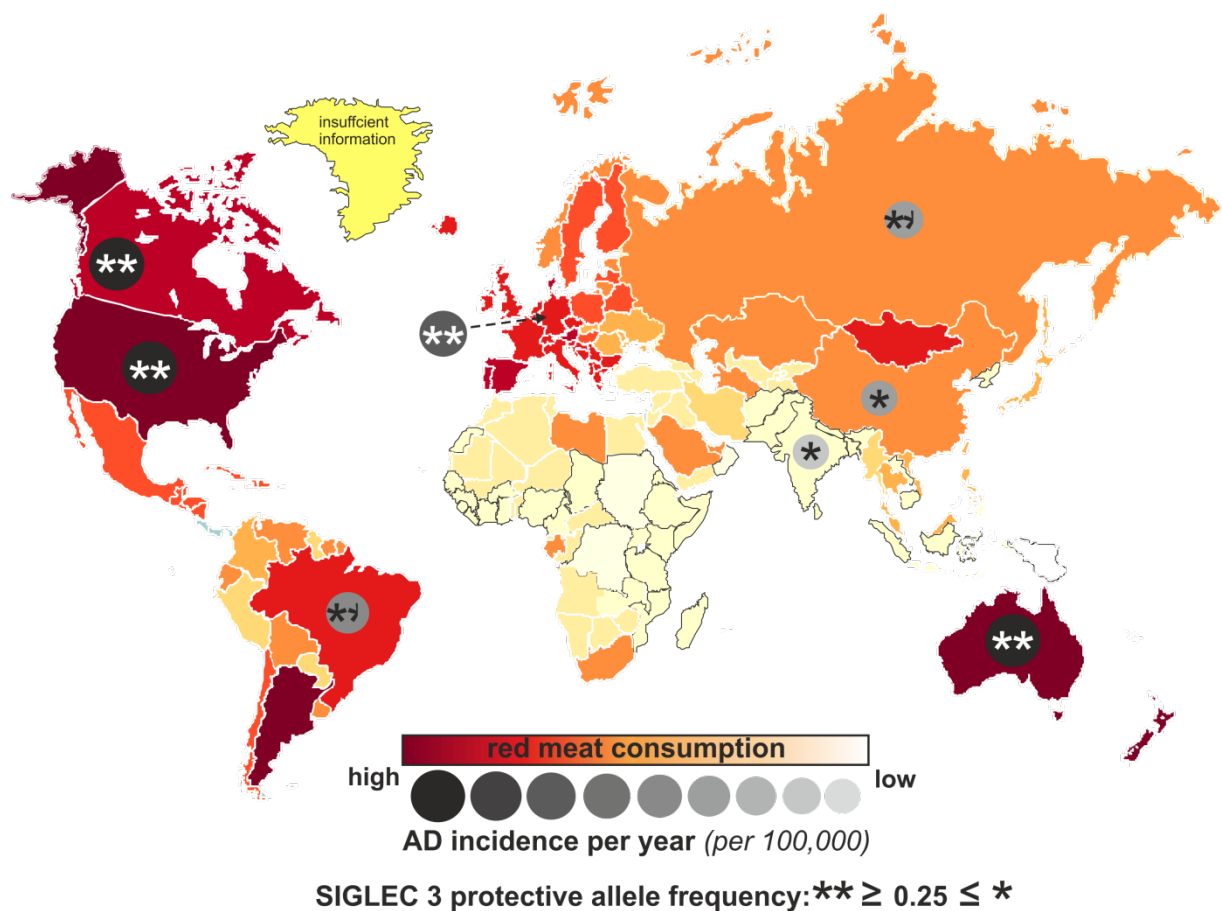 insuffcient
information
**
**
**
*
*
*
*
**
red meat consumption
high
low
AD incidence per year (per 100,000)
SIGLEC 3 protective allele frequency:** ≥ 0.25 ≤ *